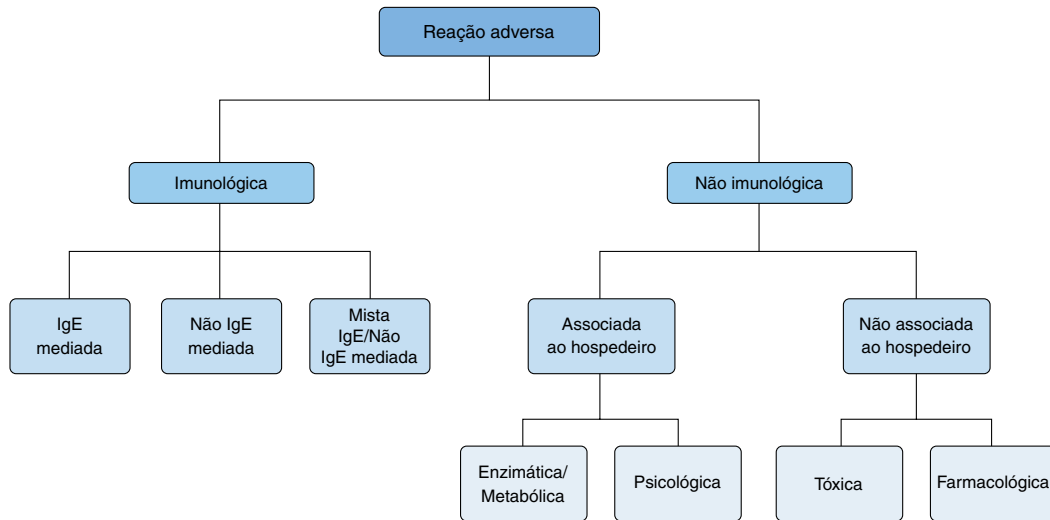 Reação adversa
Imunológica
Não imunológica
IgE
mediada
Não IgE
mediada
Mista
IgE/Não
IgE mediada
Associada
ao hospedeiro
Não associada
ao hospedeiro
Enzimática/
Metabólica
Psicológica
Tóxica
Farmacológica